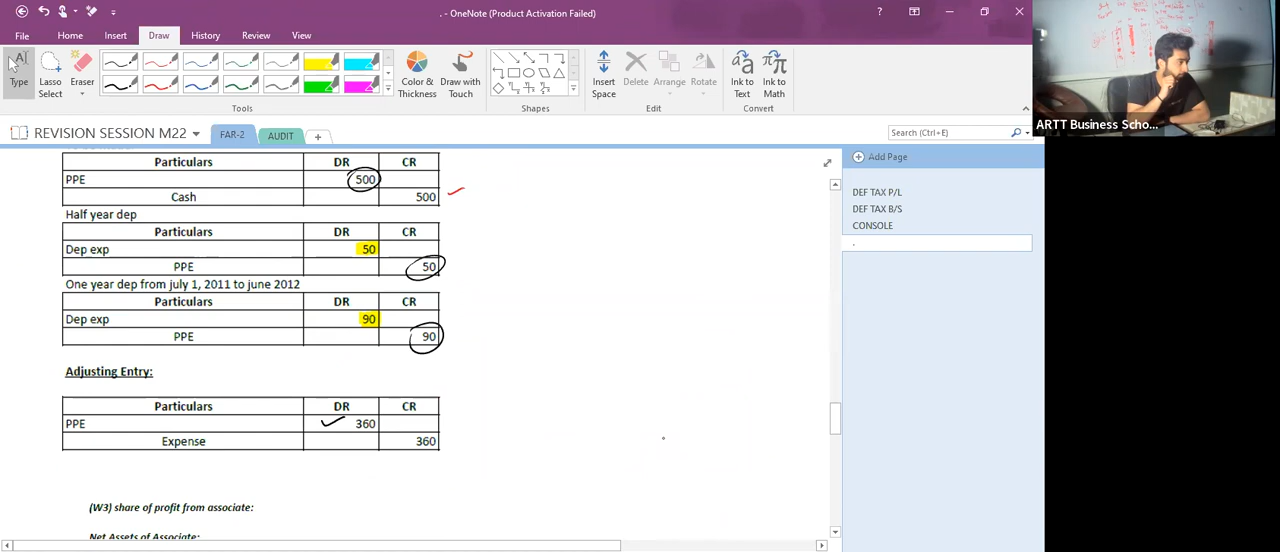 . - OneNote (Product Activation Failed)
?
File Home Insert Draw History Review View
Type
Lasso Select
Eraser
Color & Thickness
Draw with Touch
Insert Space
Delete
Arrange
Rotate
Ink to Text
Ink to Math
Tools Shapes Edit Convert
ARTT Business Scho...
REVISION SESSION M22
FAR-2 AUDIT +
Search (Ctrl+E)
Add Page
DEF TAX P/L
DEF TAX B/S
CONSOLE
.
Particulars DR CR
PPE 500
Cash 500
Half year dep
Particulars DR CR
Dep exp 50
PPE 50
One year dep from july 1, 2011 to june 2012
Particulars DR CR
Dep exp 90
PPE 90
Adjusting Entry:
Particulars DR CR
PPE 360
Expense 360
(W3) share of profit from associate:
Net Assets of Associate: